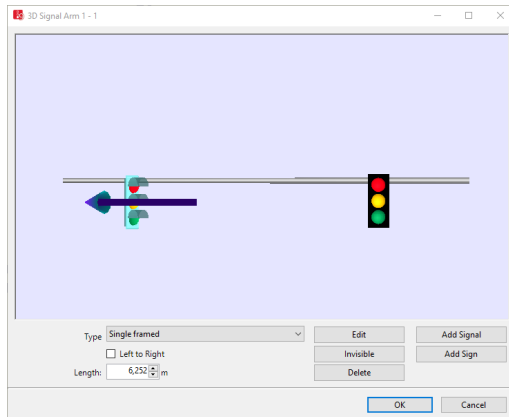 3D Signal Arm 1 - 1
Type Single framed Edit Add Signal
Left to Right Invisible Add Sign
Length: 6,252 m Delete
OK Cancel